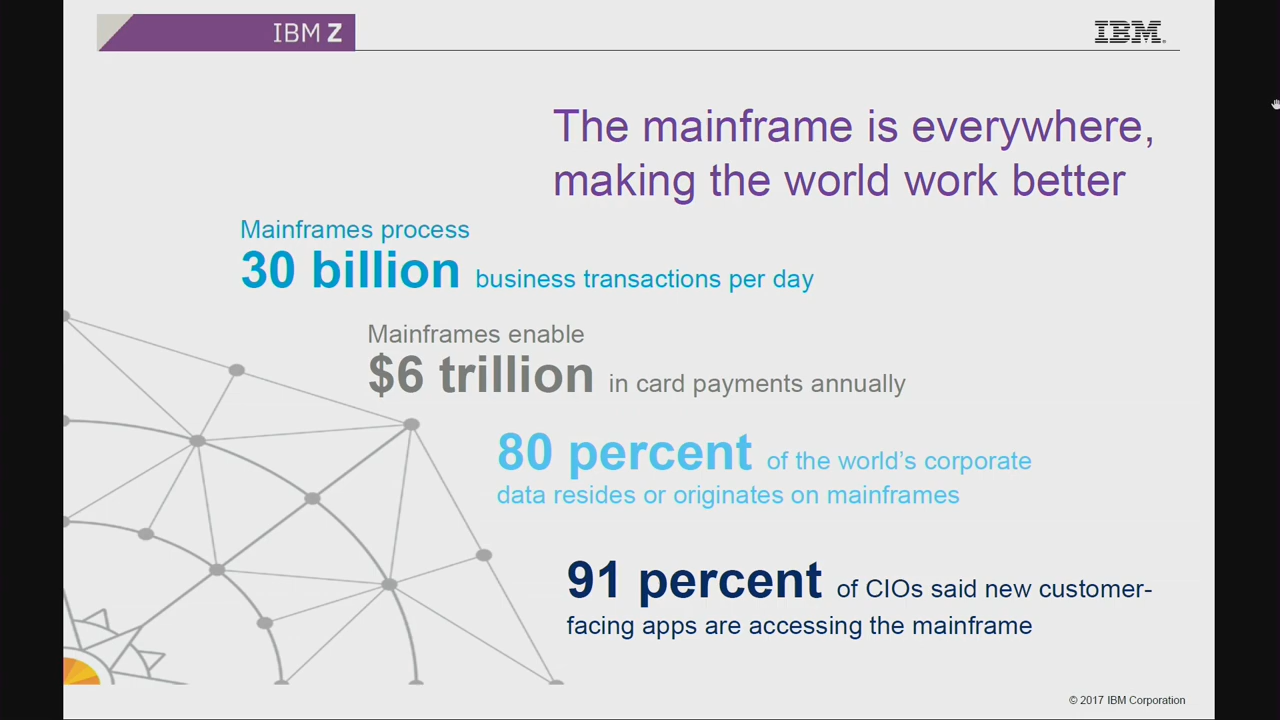 IBM Z
IBM®
The mainframe is everywhere,
making the world work better
Mainframes process
30 billion business transactions per day
Mainframes enable
$6 trillion in card payments annually
80 percent of the world’s corporate
data resides or originates on mainframes
91 percent of CIOs said new customer-
facing apps are accessing the mainframe
© 2017 IBM Corporation